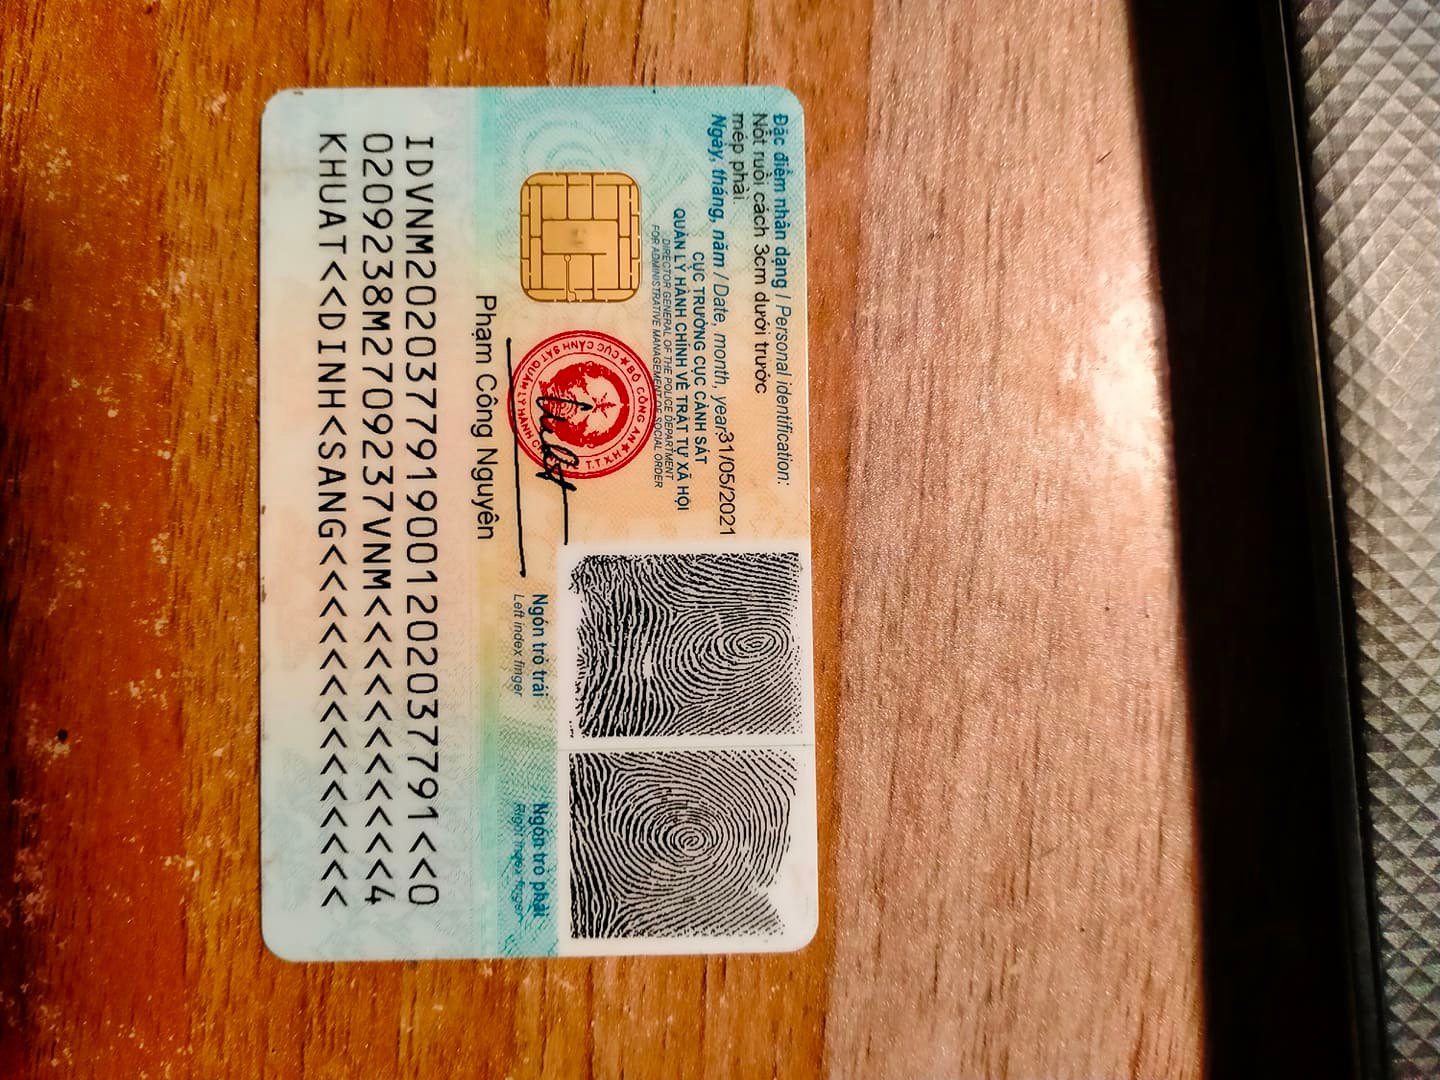 Đặc điểm nhân dạng / Personal identification:
Nốt ruồi cách 3cm dưới trước
mép phải.
Ngày, tháng, năm / Date, month, year 31/05/2021
CỤC TRƯỞNG CỤC CẢNH SÁT
QUẢN LÝ HÀNH CHÍNH VỀ TRẬT TỰ XÃ HỘI
DIRECTOR GENERAL OF THE POLICE DEPARTMENT
FOR ADMINISTRATIVE MANAGEMENT OF SOCIAL ORDER
BỘ CÔNG AN
CỤC CẢNH SÁT QUẢN LÝ HÀNH T.T.X.H
Phạm Công Nguyên
Ngón trỏ trái
Left index finger
Ngón trỏ phải
Right index finger
IDVNM2020377919001202037791<<0
0209238M2709237VNM<<<<<<<<<<<4
KHUAT<<DINH<SANG<<<<<<<<<<<<<<